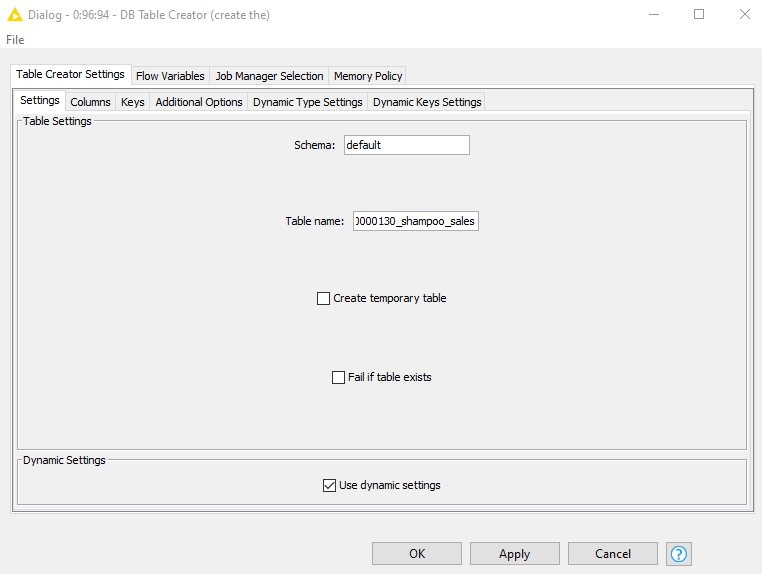 Dialog - 0:96:94 - DB Table Creator (create the)
File
Table Creator Settings Flow Variables Job Manager Selection Memory Policy
Settings Columns Keys Additional Options Dynamic Type Settings Dynamic Keys Settings
Table Settings
Schema: default
Table name: 0000130_shampoo_sales
Create temporary table
Fail if table exists
Dynamic Settings
Use dynamic settings
OK Apply Cancel ?